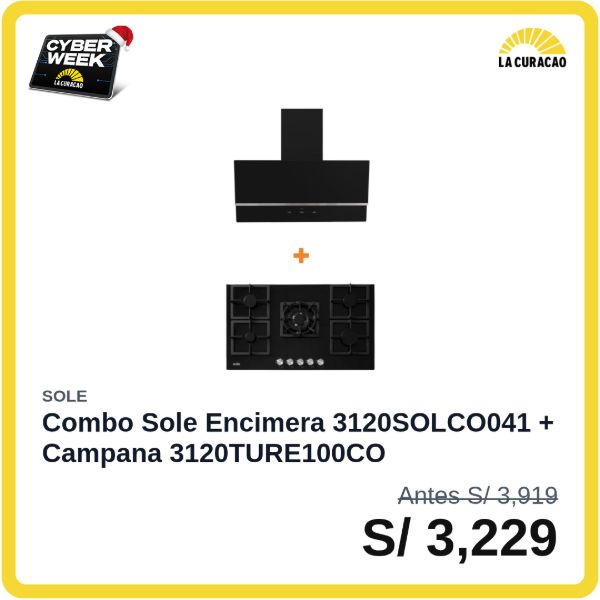 CYBER
WEEK
LA CURACAO
LA CURACAO
SOLE
Combo Sole Encimera 3120SOLCO041 +
Campana 3120TURE100CO
Antes S/ 3,919
S/ 3,229